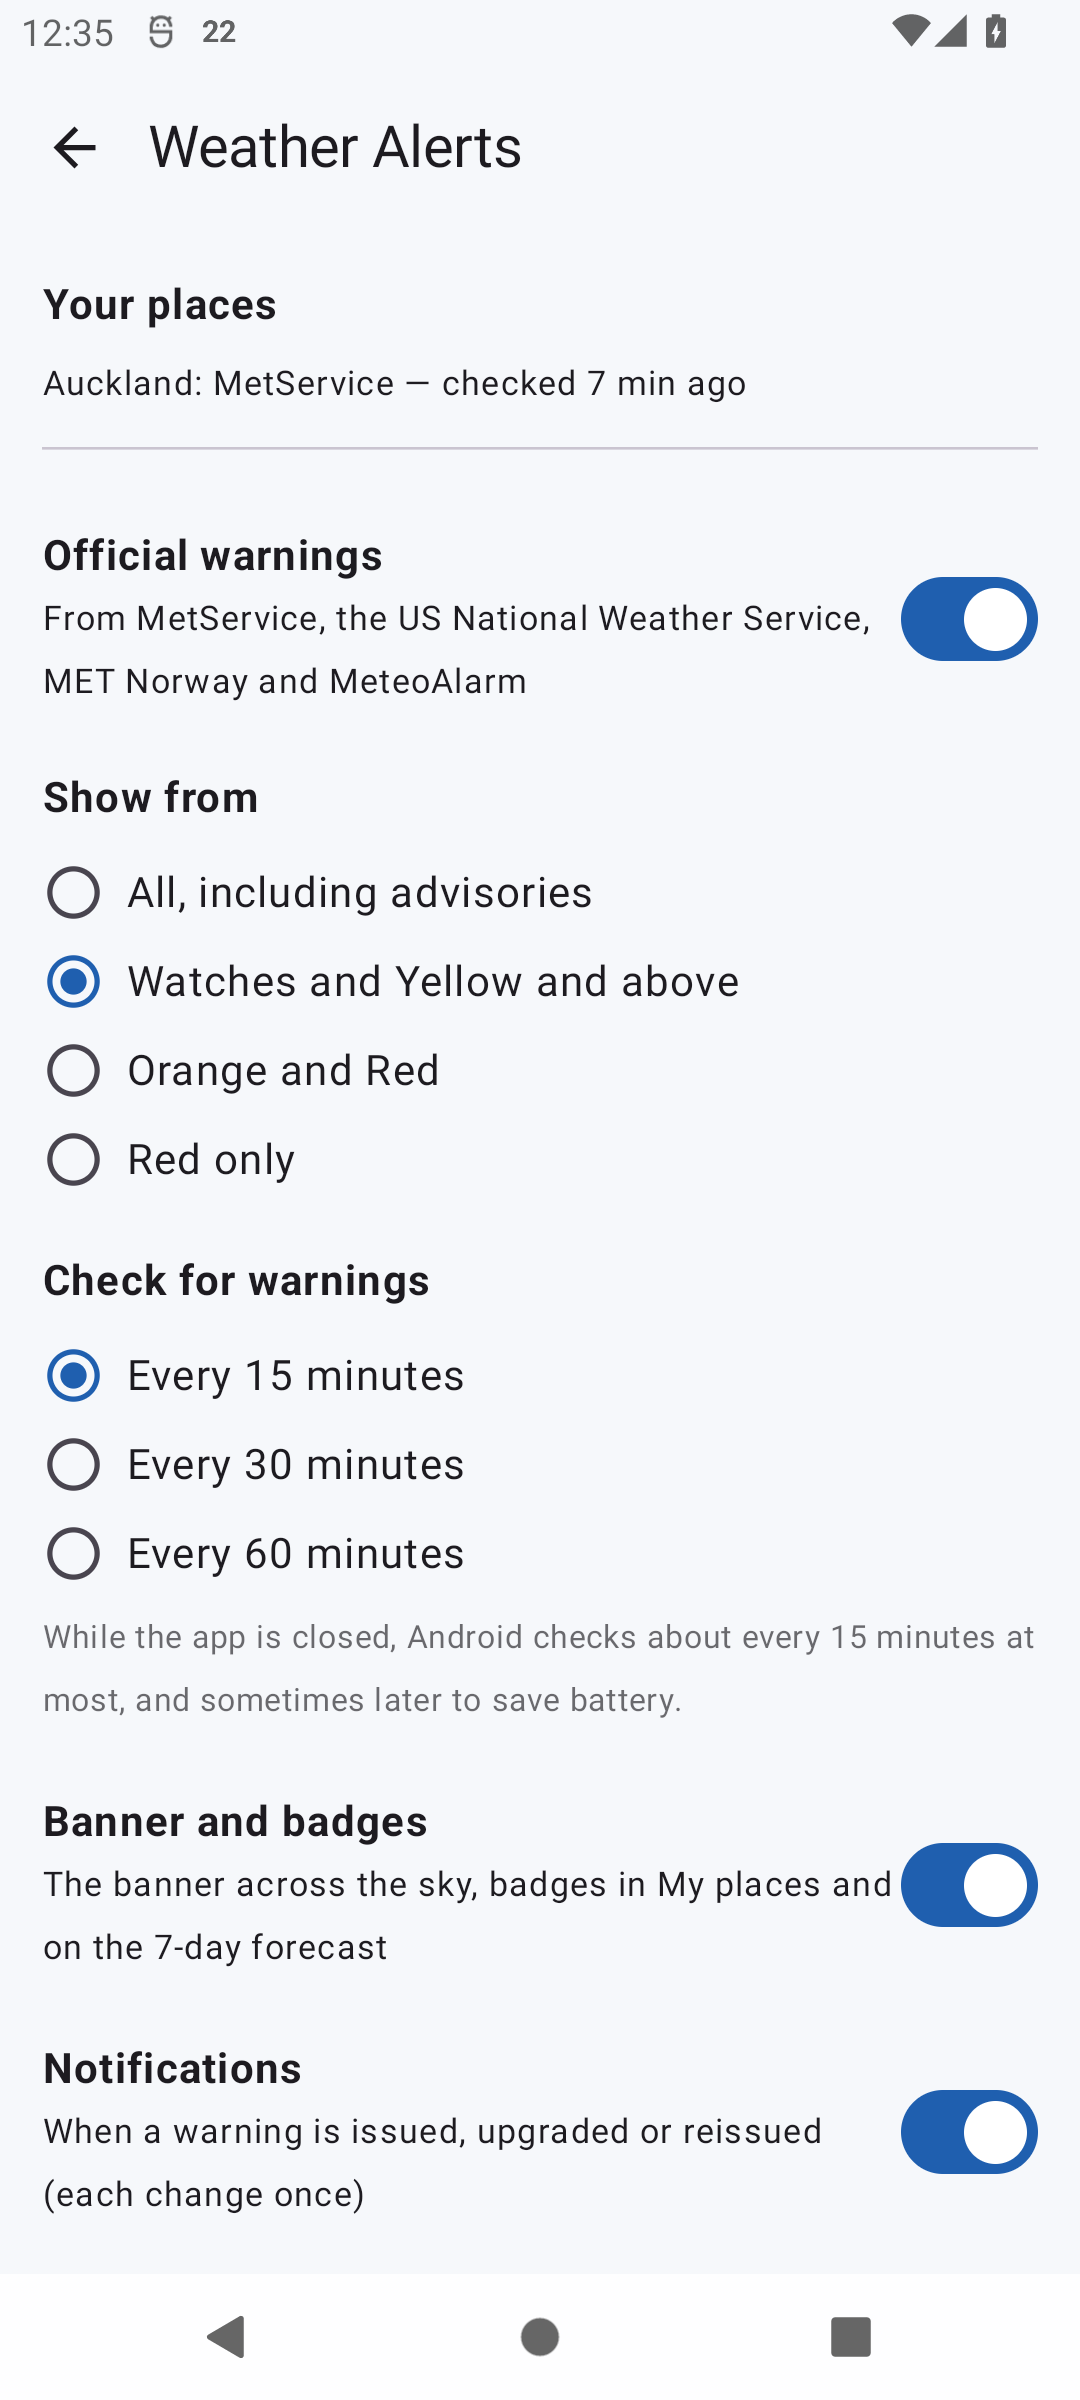 12:35 22
Weather Alerts
Your places
Auckland: MetService — checked 7 min ago
Official warnings
From MetService, the US National Weather Service,
MET Norway and MeteoAlarm
Show from
All, including advisories
Watches and Yellow and above
Orange and Red
Red only
Check for warnings
Every 15 minutes
Every 30 minutes
Every 60 minutes
While the app is closed, Android checks about every 15 minutes at
most, and sometimes later to save battery.
Banner and badges
The banner across the sky, badges in My places and
on the 7-day forecast
Notifications
When a warning is issued, upgraded or reissued
(each change once)